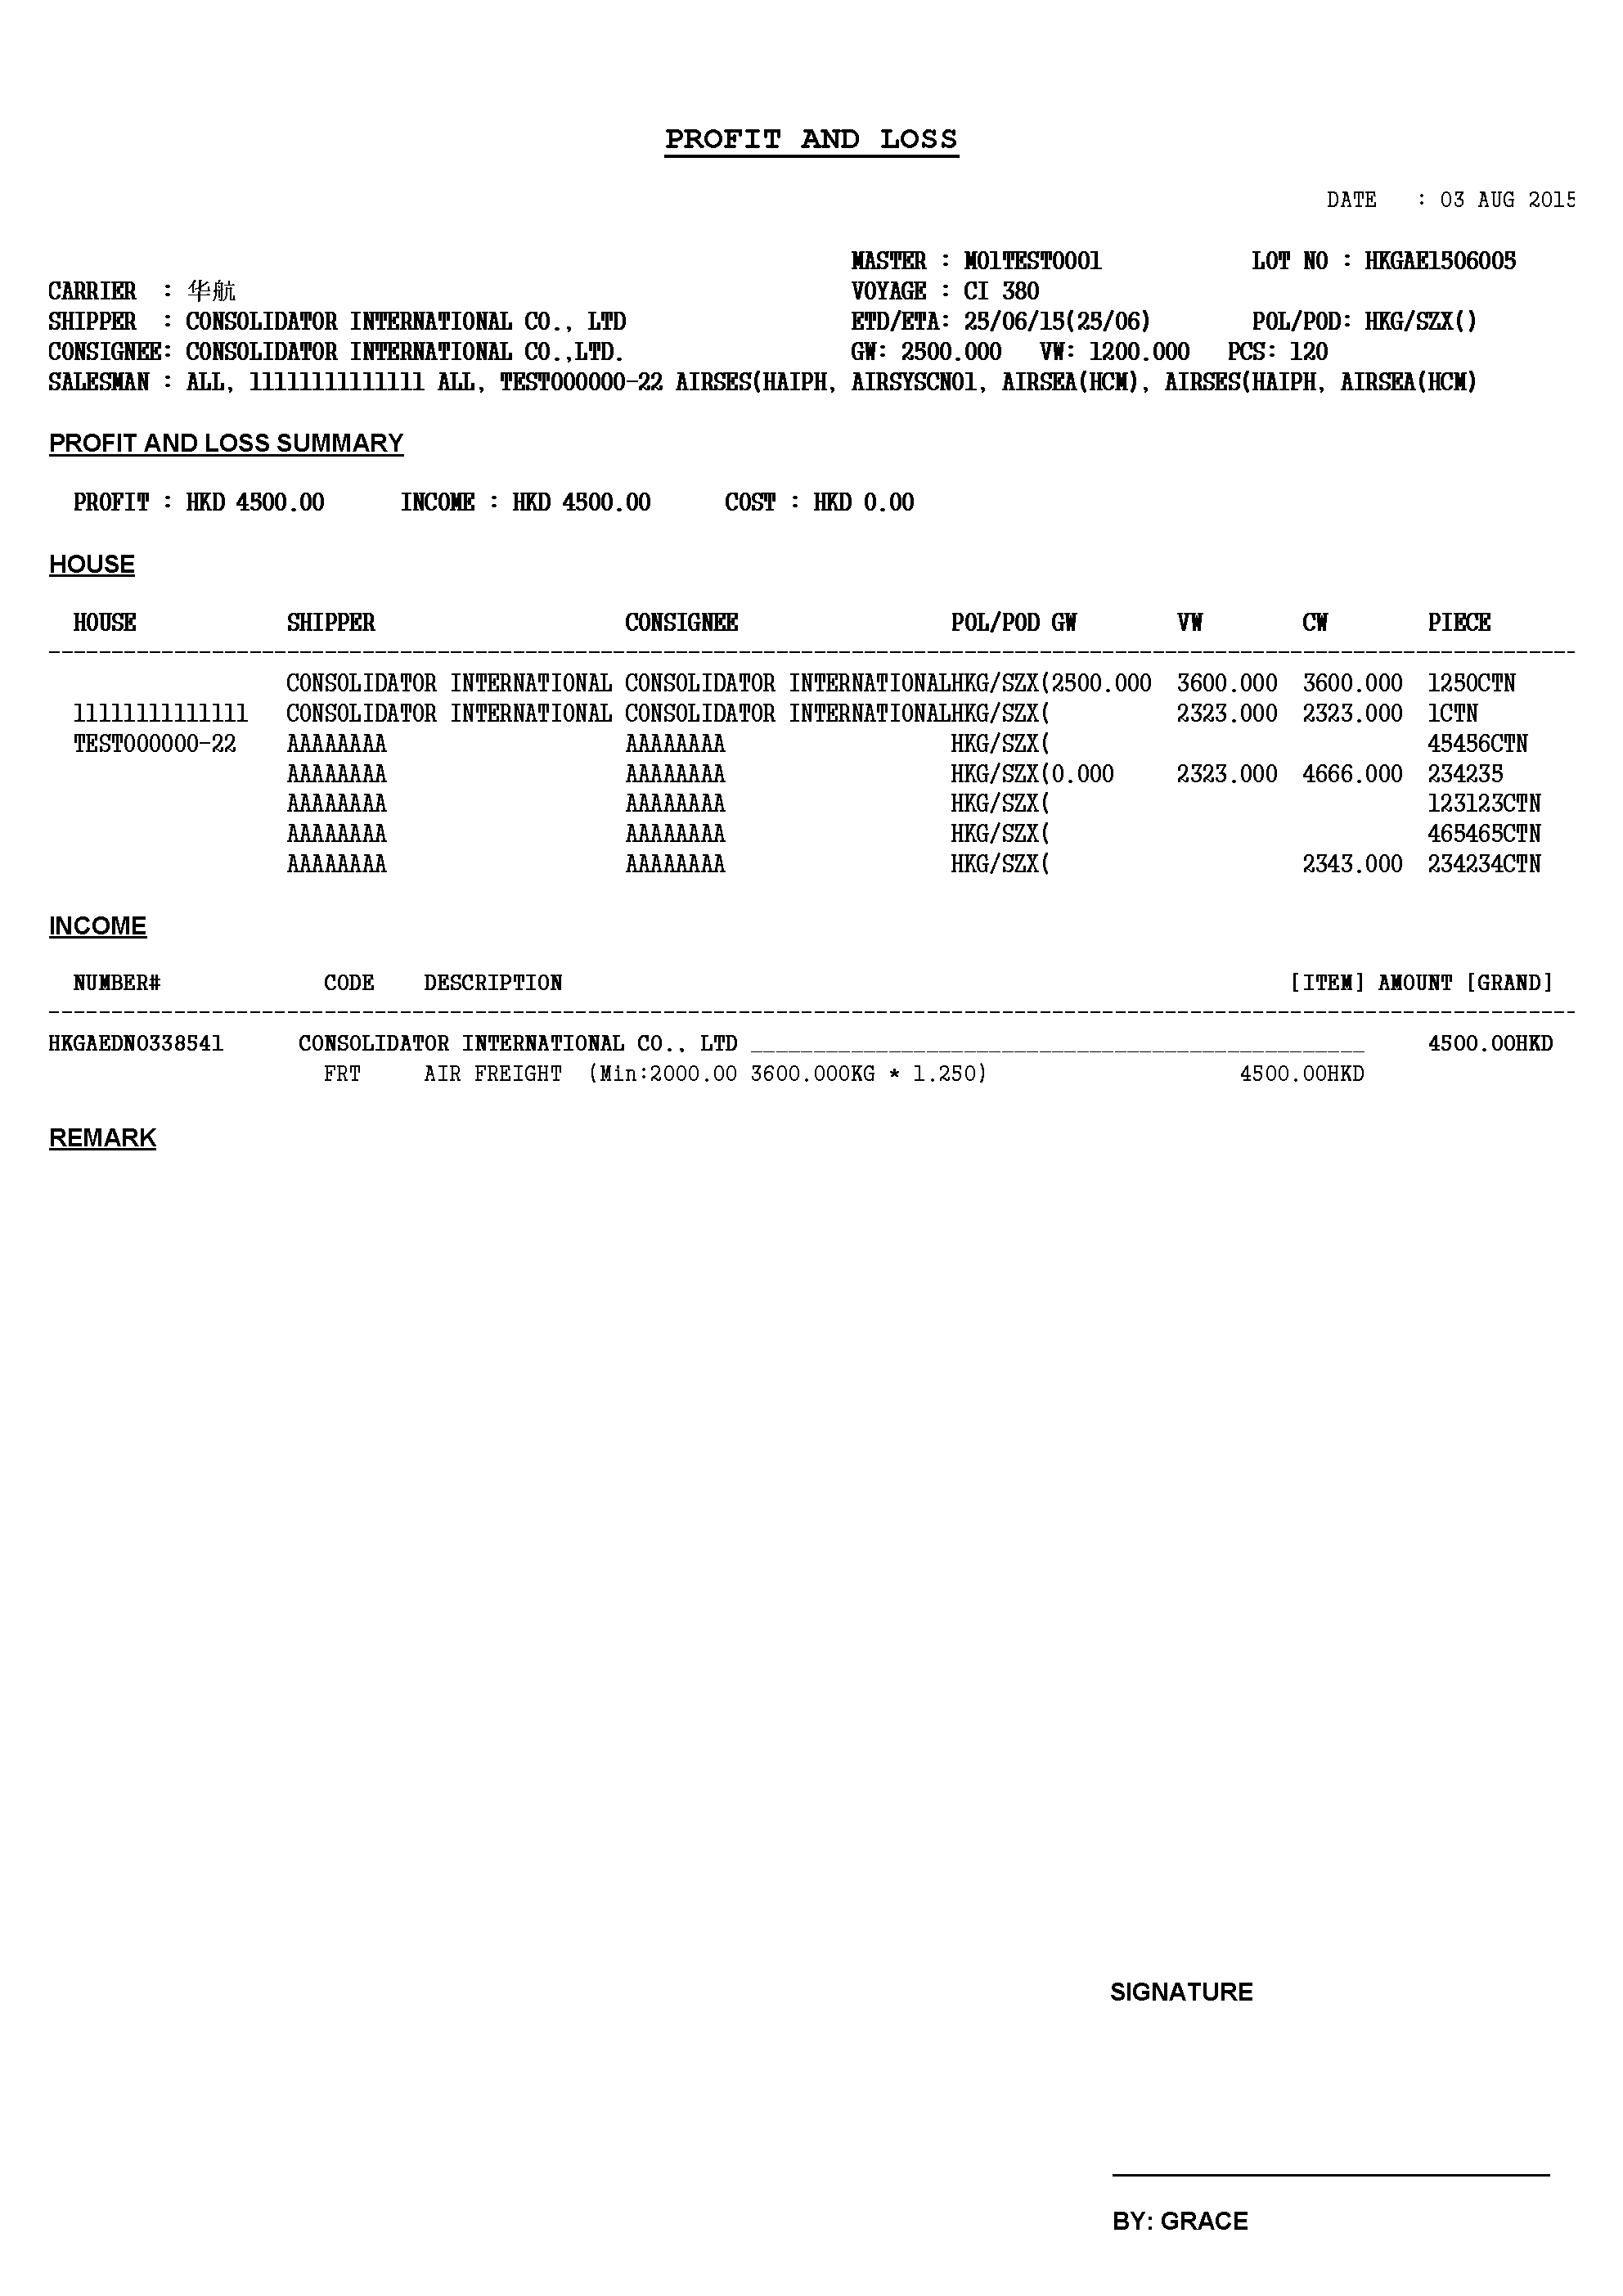 PROFIT AND LOSS
DATE : 03 AUG 2015
MASTER : M01TEST0001 LOT NO : HKGAE1506005
CARRIER : 华航 VOYAGE : CI 380
SHIPPER : CONSOLIDATOR INTERNATIONAL CO., LTD ETD/ETA: 25/06/15(25/06) POL/POD: HKG/SZX()
CONSIGNEE: CONSOLIDATOR INTERNATIONAL CO.,LTD. GW: 2500.000 VW: 1200.000 PCS: 120
SALESMAN : ALL, 11111111111111 ALL, TEST000000-22 AIRSES(HAIPH, AIRSYSCN01, AIRSEA(HCM), AIRSES(HAIPH, AIRSEA(HCM)
PROFIT AND LOSS SUMMARY
PROFIT : HKD 4500.00 INCOME : HKD 4500.00 COST : HKD 0.00
HOUSE
HOUSE SHIPPER CONSIGNEE POL/POD GW VW CW PIECE
CONSOLIDATOR INTERNATIONAL CONSOLIDATOR INTERNATIONALHKG/SZX(2500.000 3600.000 3600.000 1250CTN
11111111111111 CONSOLIDATOR INTERNATIONAL CONSOLIDATOR INTERNATIONALHKG/SZX( 2323.000 2323.000 1CTN
TEST000000-22 AAAAAAAA AAAAAAAA HKG/SZX( 45456CTN
AAAAAAAA AAAAAAAA HKG/SZX(0.000 2323.000 4666.000 234235
AAAAAAAA AAAAAAAA HKG/SZX( 123123CTN
AAAAAAAA AAAAAAAA HKG/SZX( 465465CTN
AAAAAAAA AAAAAAAA HKG/SZX( 2343.000 234234CTN
INCOME
NUMBER# CODE DESCRIPTION [ITEM] AMOUNT [GRAND]
HKGAEDN0338541 CONSOLIDATOR INTERNATIONAL CO., LTD 4500.00HKD
FRT AIR FREIGHT (Min:2000.00 3600.000KG * 1.250) 4500.00HKD
REMARK
SIGNATURE
BY: GRACE